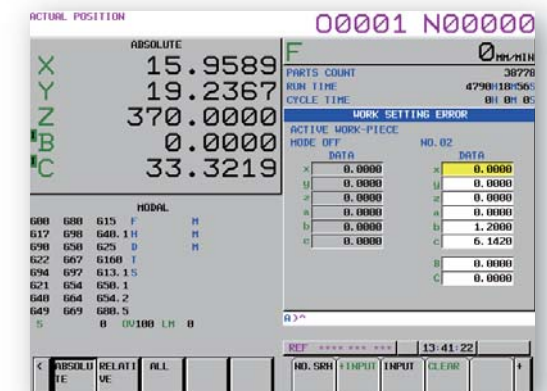 ACTUAL POSITION
O0001 N00000
ABSOLUTE
X 15.9589
Y 19.2367
Z 370.0000
B 0.0000
C 33.3219
F 0MM/MIN
PARTS COUNT 38778
RUN TIME 4790H18M56S
CYCLE TIME 0H 0M 0S
WORK SETTING ERROR
ACTIVE WORK-PIECE
MODE OFF NO.02
DATA DATA
x 0.0000 x 0.0000
y 0.0000 y 0.0000
z 0.0000 z 0.0000
a 0.0000 a 0.0000
b 0.0000 b 1.2000
c 0.0000 c 6.1420
B 0.0000
C 0.0000
MODAL
G00 G80 G15 F M
G17 G98 G40.1 H M
G90 G50 G25 D M
G22 G67 G160 T
G94 G97 G13.1 S
G21 G54 G50.1
G40 G64 G54.2
G49 G69 G80.5
S 0 OV100 LM 0
A)^
REF **** *** *** 13:41:22
< ABSOLUTE RELATIVE ALL
NO.SRH +INPUT INPUT CLEAR +